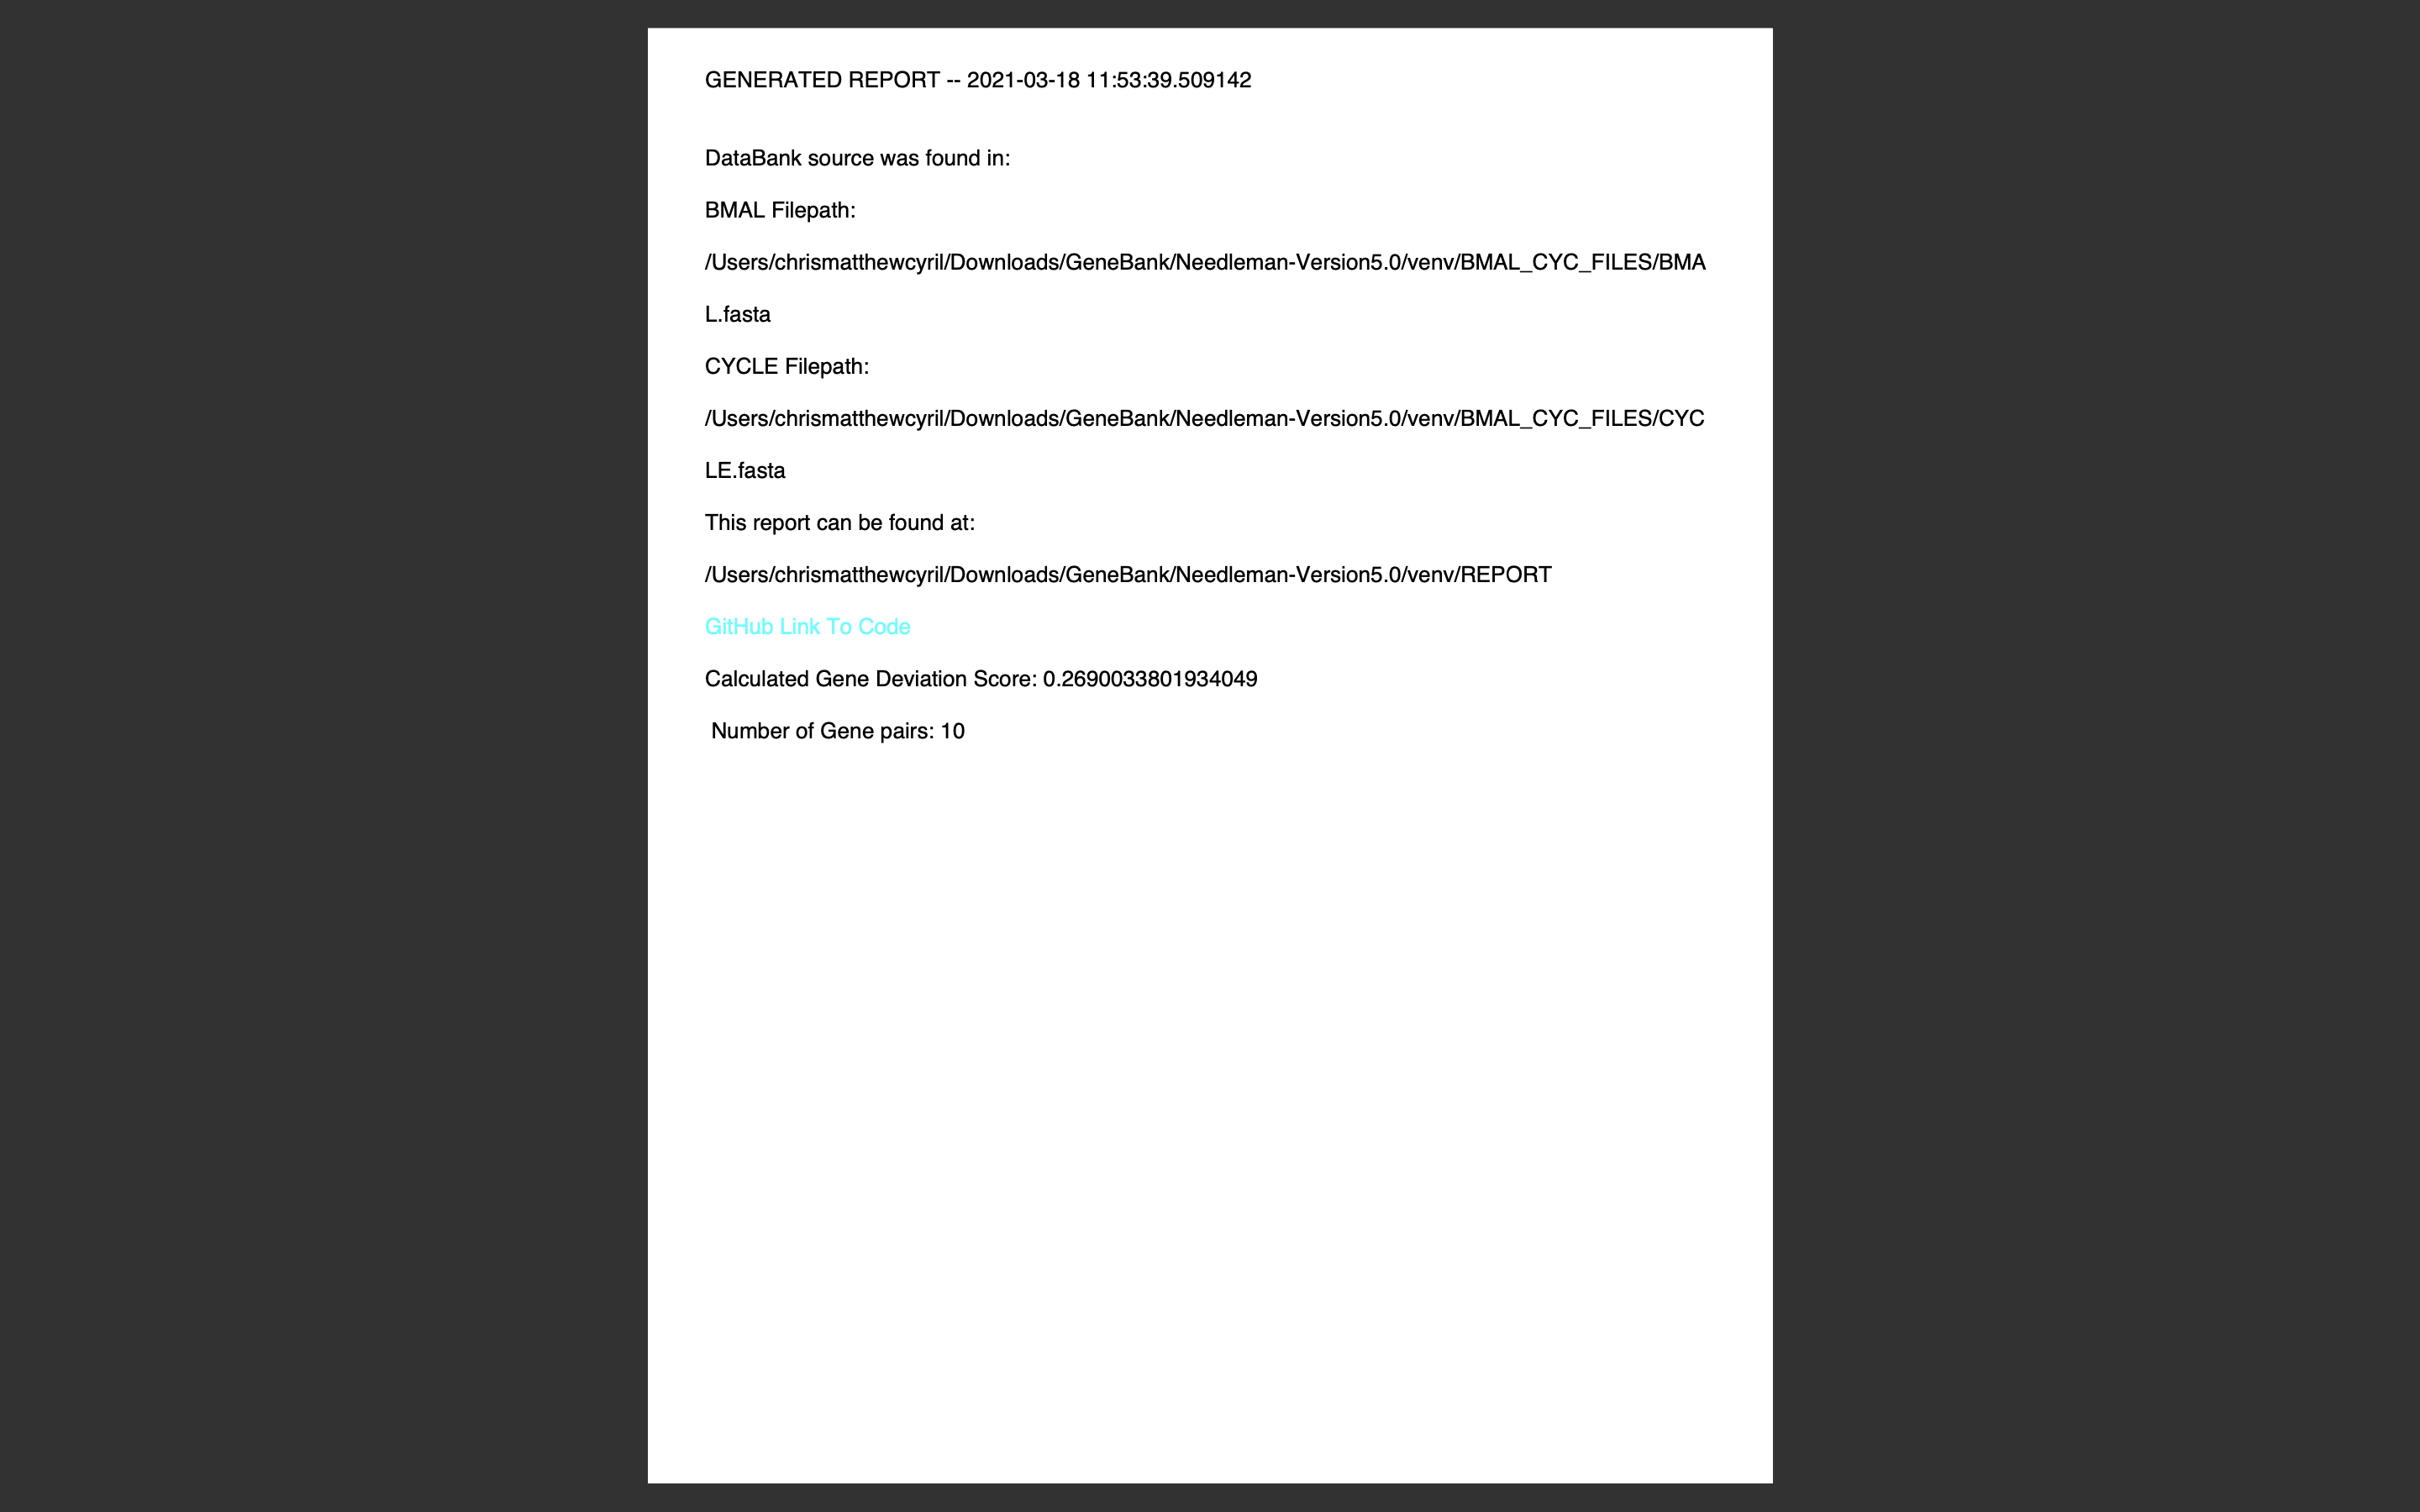 GENERATED REPORT -- 2021-03-18 11:53:39.509142
DataBank source was found in:
BMAL Filepath:
/Users/chrismatthewcyril/Downloads/GeneBank/Needleman-Version5.0/venv/BMAL_CYC_FILES/BMA
L.fasta
CYCLE Filepath:
/Users/chrismatthewcyril/Downloads/GeneBank/Needleman-Version5.0/venv/BMAL_CYC_FILES/CYC
LE.fasta
This report can be found at:
/Users/chrismatthewcyril/Downloads/GeneBank/Needleman-Version5.0/venv/REPORT
GitHub Link To Code
Calculated Gene Deviation Score: 0.2690033801934049
Number of Gene pairs: 10